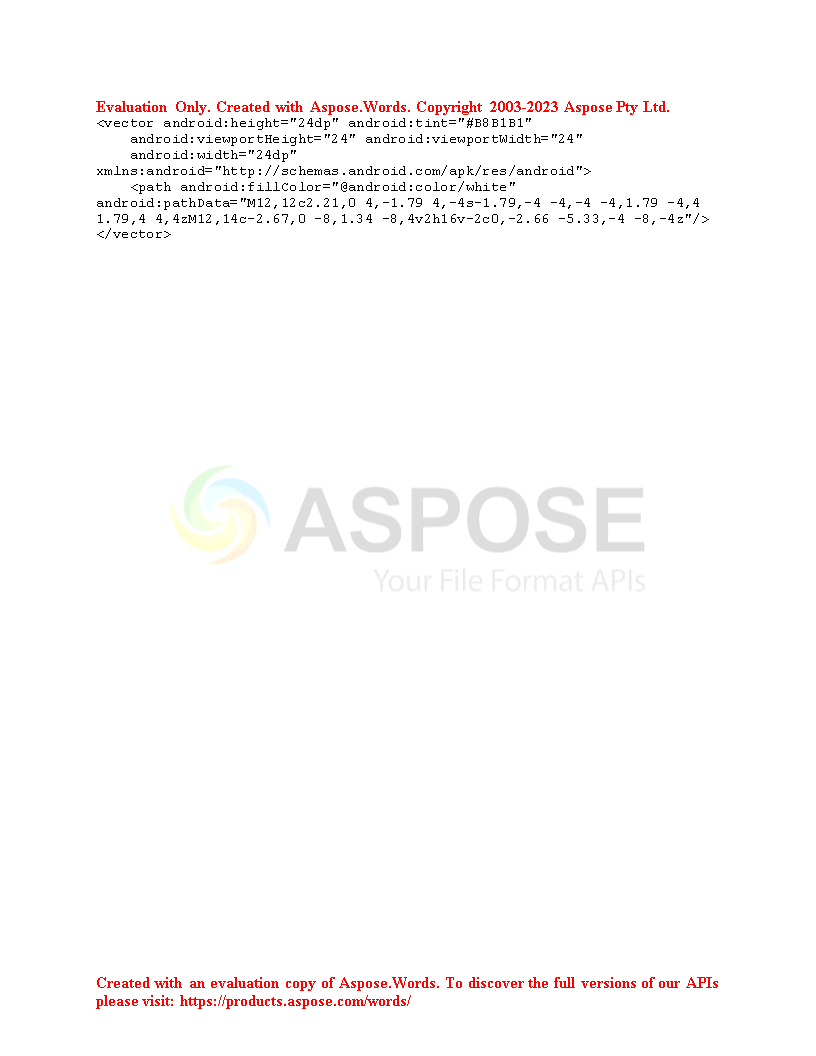 Evaluation Only. Created with Aspose.Words. Copyright 2003-2023 Aspose Pty Ltd.
<vector android:height="24dp" android:tint="#B8B1B1"
    android:viewportHeight="24" android:viewportWidth="24"
    android:width="24dp"
xmlns:android="http://schemas.android.com/apk/res/android">
    <path android:fillColor="@android:color/white"
android:pathData="M12,12c2.21,0 4,-1.79 4,-4s-1.79,-4 -4,-4 -4,1.79 -4,4
1.79,4 4,4zM12,14c-2.67,0 -8,1.34 -8,4v2h16v-2c0,-2.66 -5.33,-4 -8,-4z"/>
</vector>
ASPOSE
Your File Format APIs
Created with an evaluation copy of Aspose.Words. To discover the full versions of our APIs
please visit: https://products.aspose.com/words/